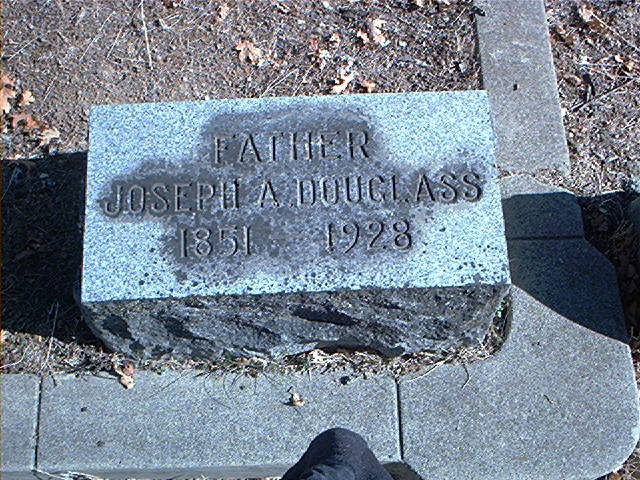 FATHER
JOSEPH A. DOUGLASS
1851 1928